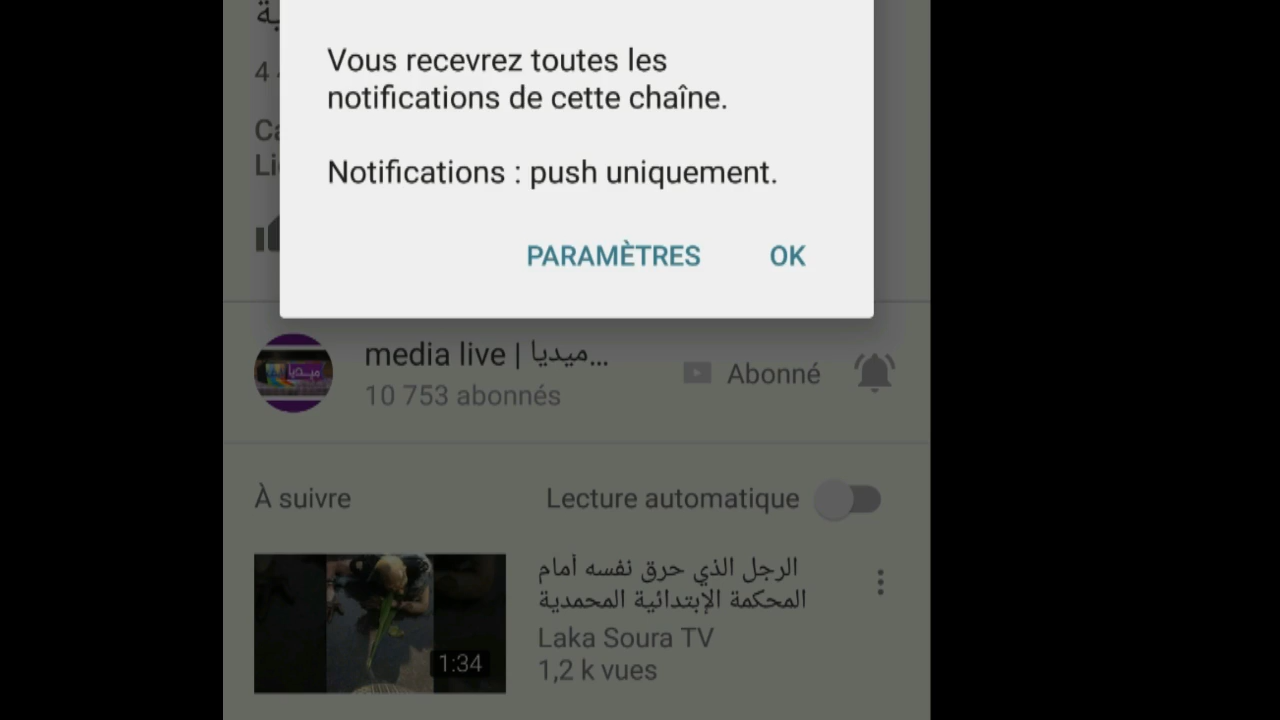 Vous recevrez toutes les
notifications de cette chaîne.
Notifications : push uniquement.
PARAMÈTRES OK
media live | ميديا...
10 753 abonnés
Abonné
À suivre
Lecture automatique
الرجل الذي حرق نفسه أمام
المحكمة الإبتدائية المحمدية
Laka Soura TV
1,2 k vues
1:34